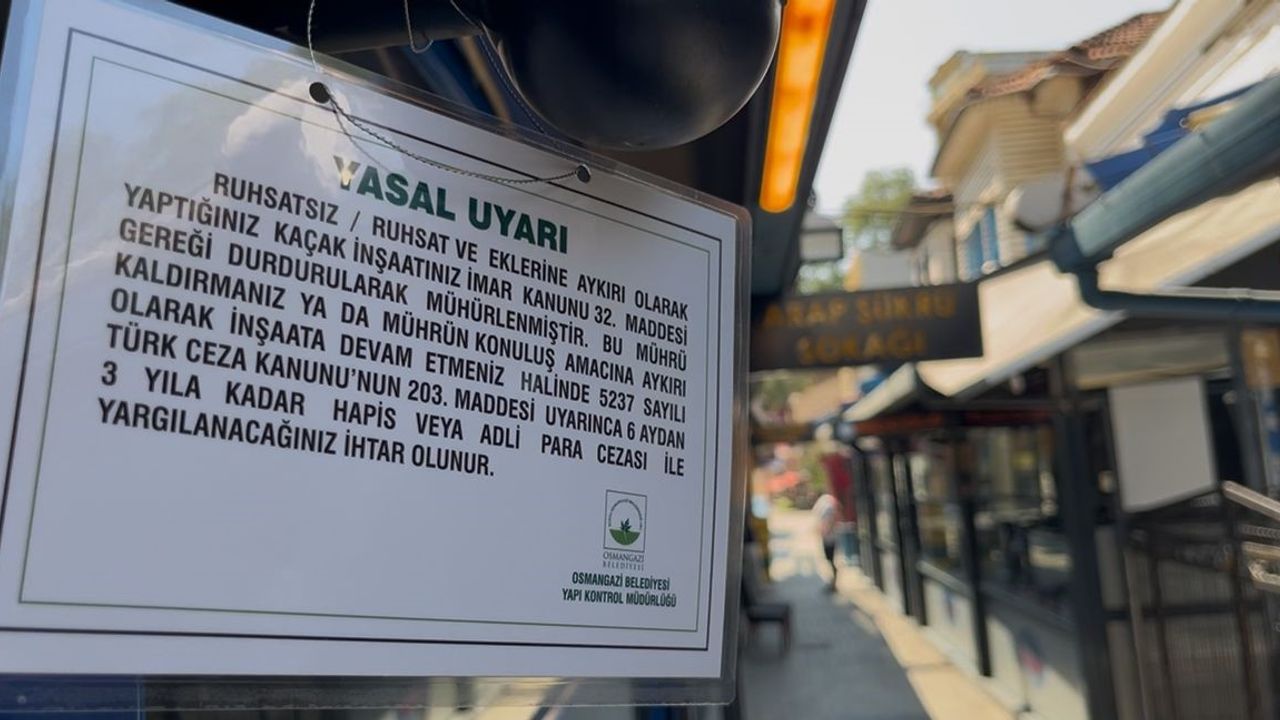 YASAL UYARI
RUHSATSIZ / RUHSAT VE EKLERİNE AYKIRI OLARAK
YAPTIĞINIZ KAÇAK İNŞAATINIZ İMAR KANUNU 32. MADDESİ
GEREĞİ DURDURULARAK MÜHÜRLENMİŞTİR. BU MÜHRÜ
KALDIRMANIZ YA DA MÜHRÜN KONULUŞ AMACINA AYKIRI
OLARAK İNŞAATA DEVAM ETMENİZ HALİNDE 5237 SAYILI
TÜRK CEZA KANUNU'NUN 203. MADDESİ UYARINCA 6 AYDAN
3 YILA KADAR HAPİS VEYA ADLİ PARA CEZASI İLE
YARGILANACAĞINIZ İHTAR OLUNUR.
OSMANGAZİ
BELEDİYESİ
OSMANGAZİ BELEDİYESİ
YAPI KONTROL MÜDÜRLÜĞÜ
ARAP ŞÜKRÜ
SOKAĞI